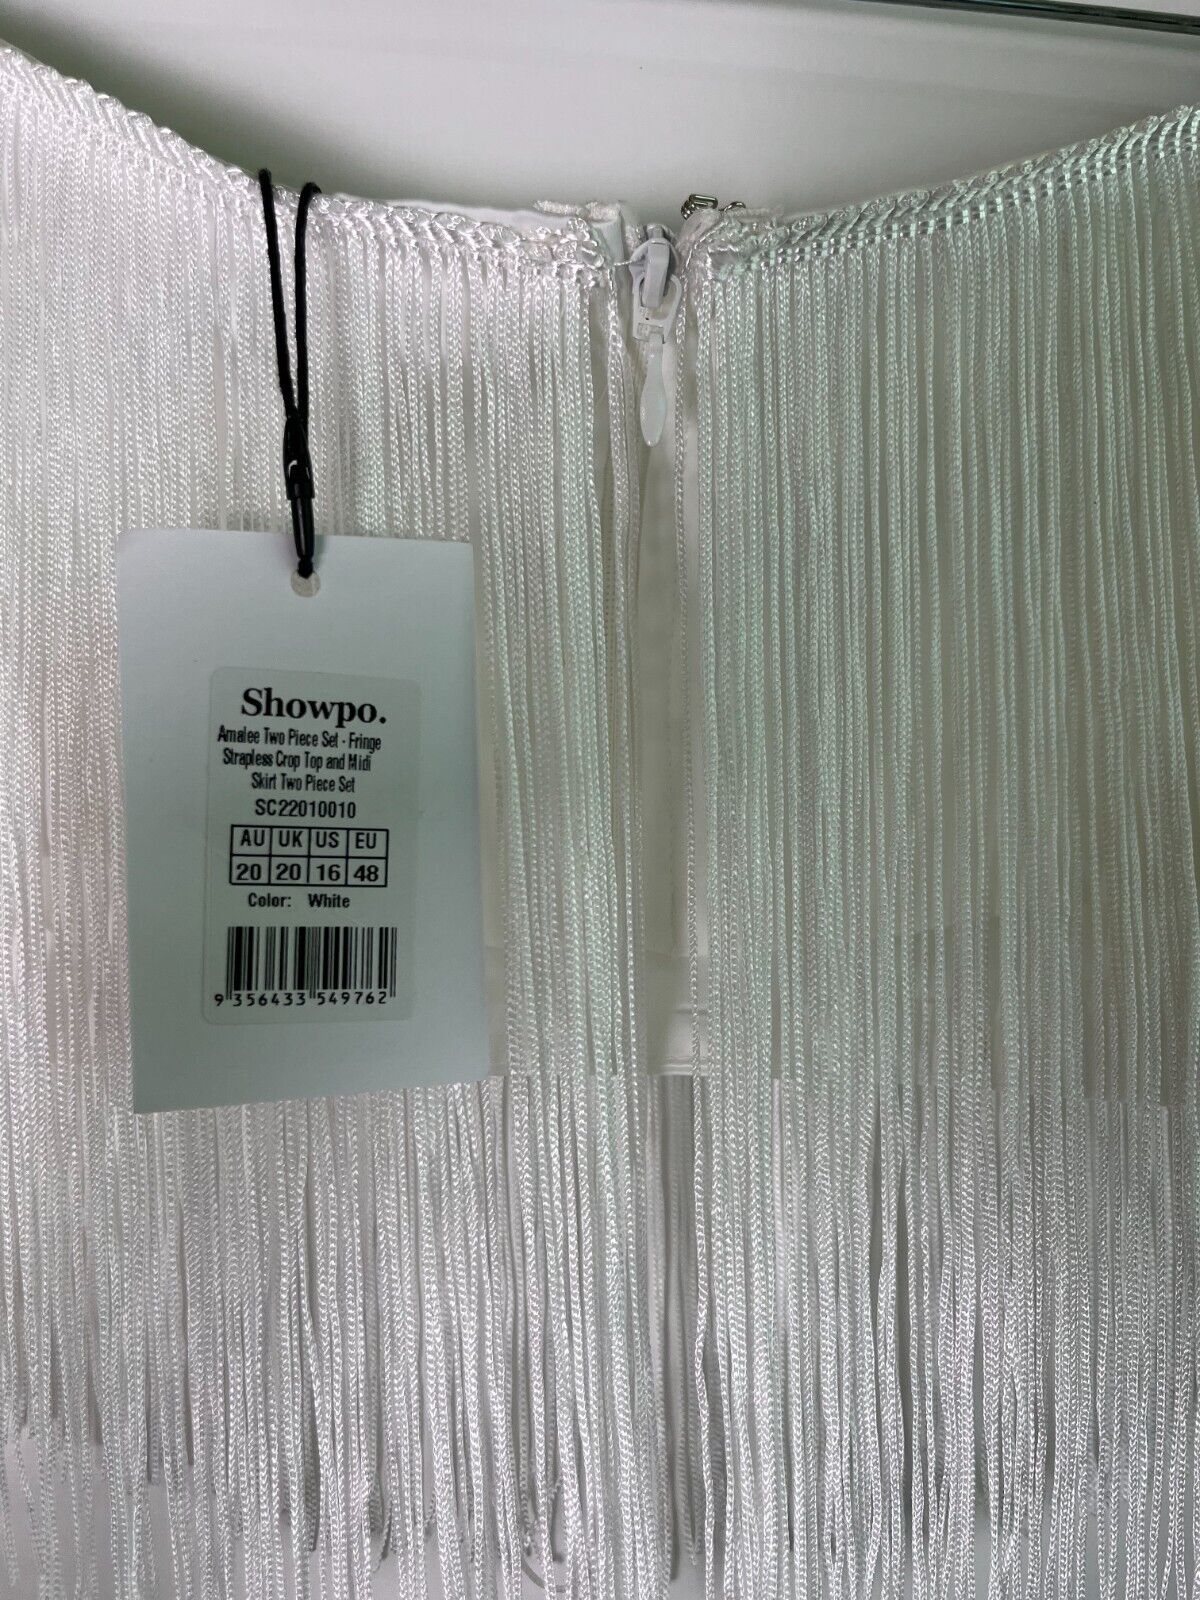 Showpo.
Amalee Two Piece Set - Fringe
Strapless Crop Top and Midi
Skirt Two Piece Set
SC22010010
AU UK US EU
20 20 16 48
Color: White
9 356433 549762